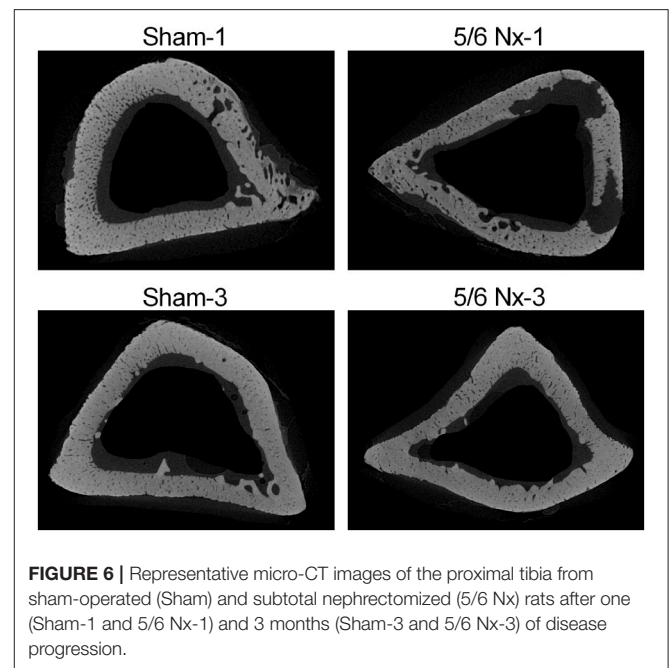 Sham-1
5/6 Nx-1
Sham-3
5/6 Nx-3
FIGURE 6 | Representative micro-CT images of the proximal tibia from
sham-operated (Sham) and subtotal nephrectomized (5/6 Nx) rats after one
(Sham-1 and 5/6 Nx-1) and 3 months (Sham-3 and 5/6 Nx-3) of disease
progression.